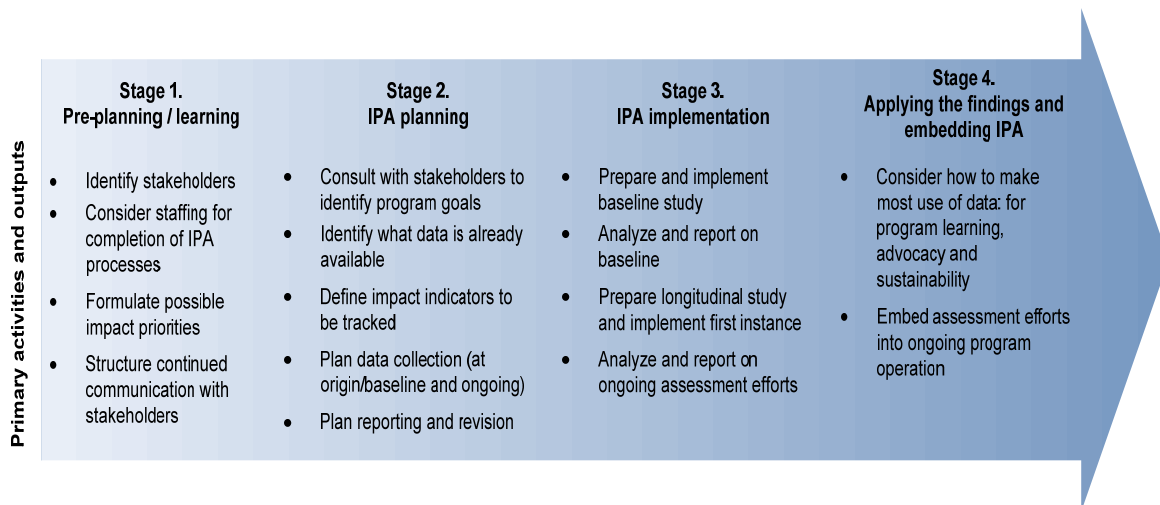 Primary activities and outputs
Stage 1.
Pre-planning / learning
• Identify stakeholders
• Consider staffing for
completion of IPA
processes
• Formulate possible
impact priorities
• Structure continued
communication with
stakeholders
Stage 2.
IPA planning
• Consult with stakeholders to
identify program goals
• Identify what data is already
available
• Define impact indicators to
be tracked
• Plan data collection (at
origin/baseline and ongoing)
• Plan reporting and revision
Stage 3.
IPA implementation
• Prepare and implement
baseline study
• Analyze and report on
baseline
• Prepare longitudinal study
and implement first instance
• Analyze and report on
ongoing assessment efforts
Stage 4.
Applying the findings and
embedding IPA
• Consider how to make
most use of data: for
program learning,
advocacy and
sustainability
• Embed assessment efforts
into ongoing program
operation